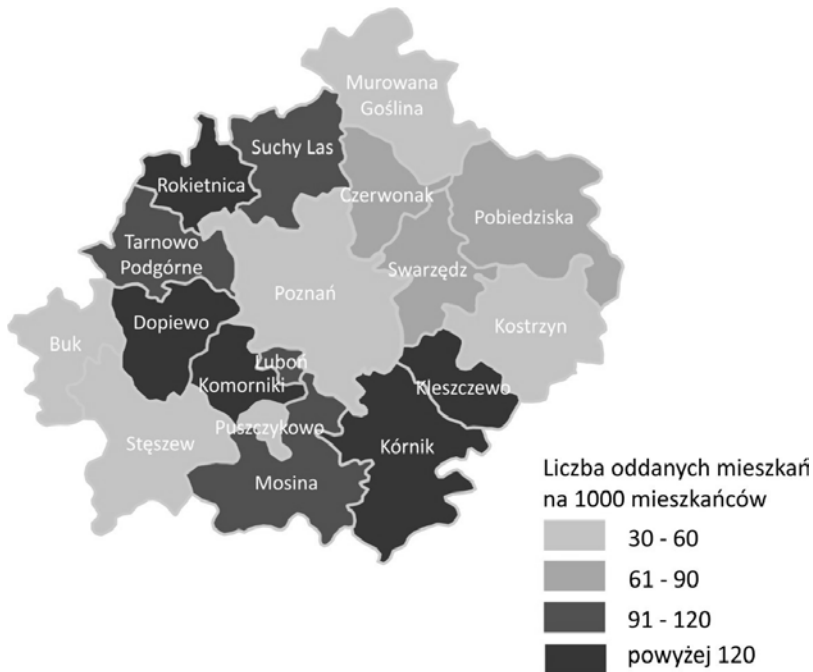 Murowana
Goślina
Suchy Las
Rokietnica
Czerwonak
Pobiedziska
Tarnowo
Podgórne
Swarzędz
Poznań
Dopiewo
Kostrzyn
Buk
Luboń
Komorniki
Kleszczewo
Puszczykowo
Stęszew
Kórnik
Mosina
Liczba oddanych mieszkań
na 1000 mieszkańców
30 - 60
61 - 90
91 - 120
powyżej 120